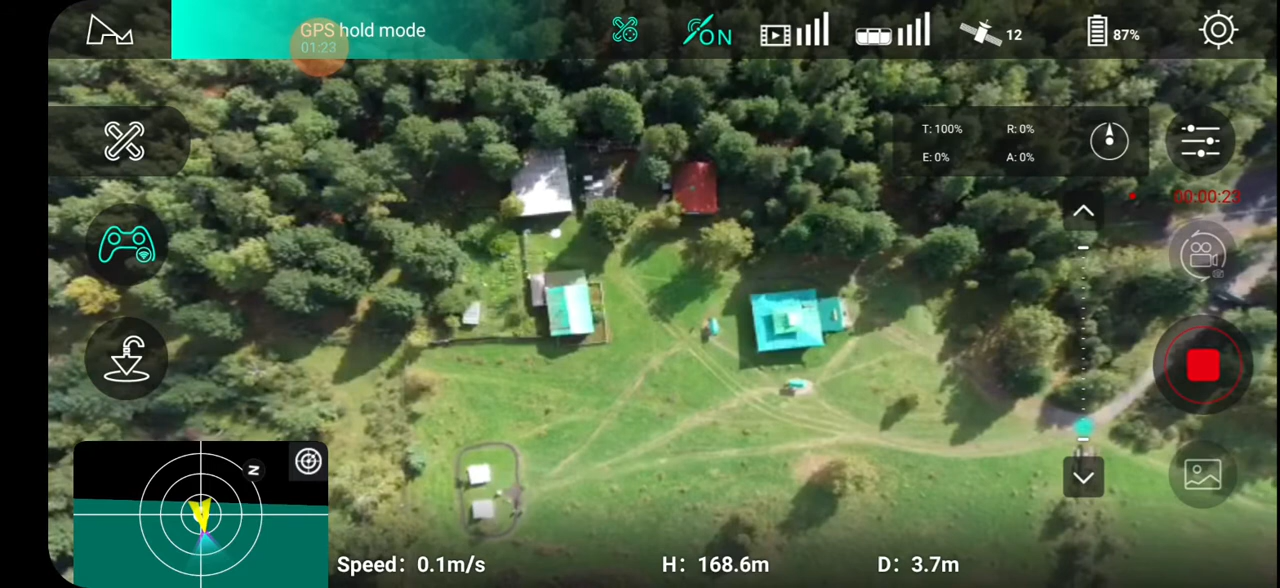 GPS hold mode
01:23
ON
12
87%
T: 100%
R: 0%
E: 0%
A: 0%
00:00:23
N
Speed: 0.1m/s
H: 168.6m
D: 3.7m